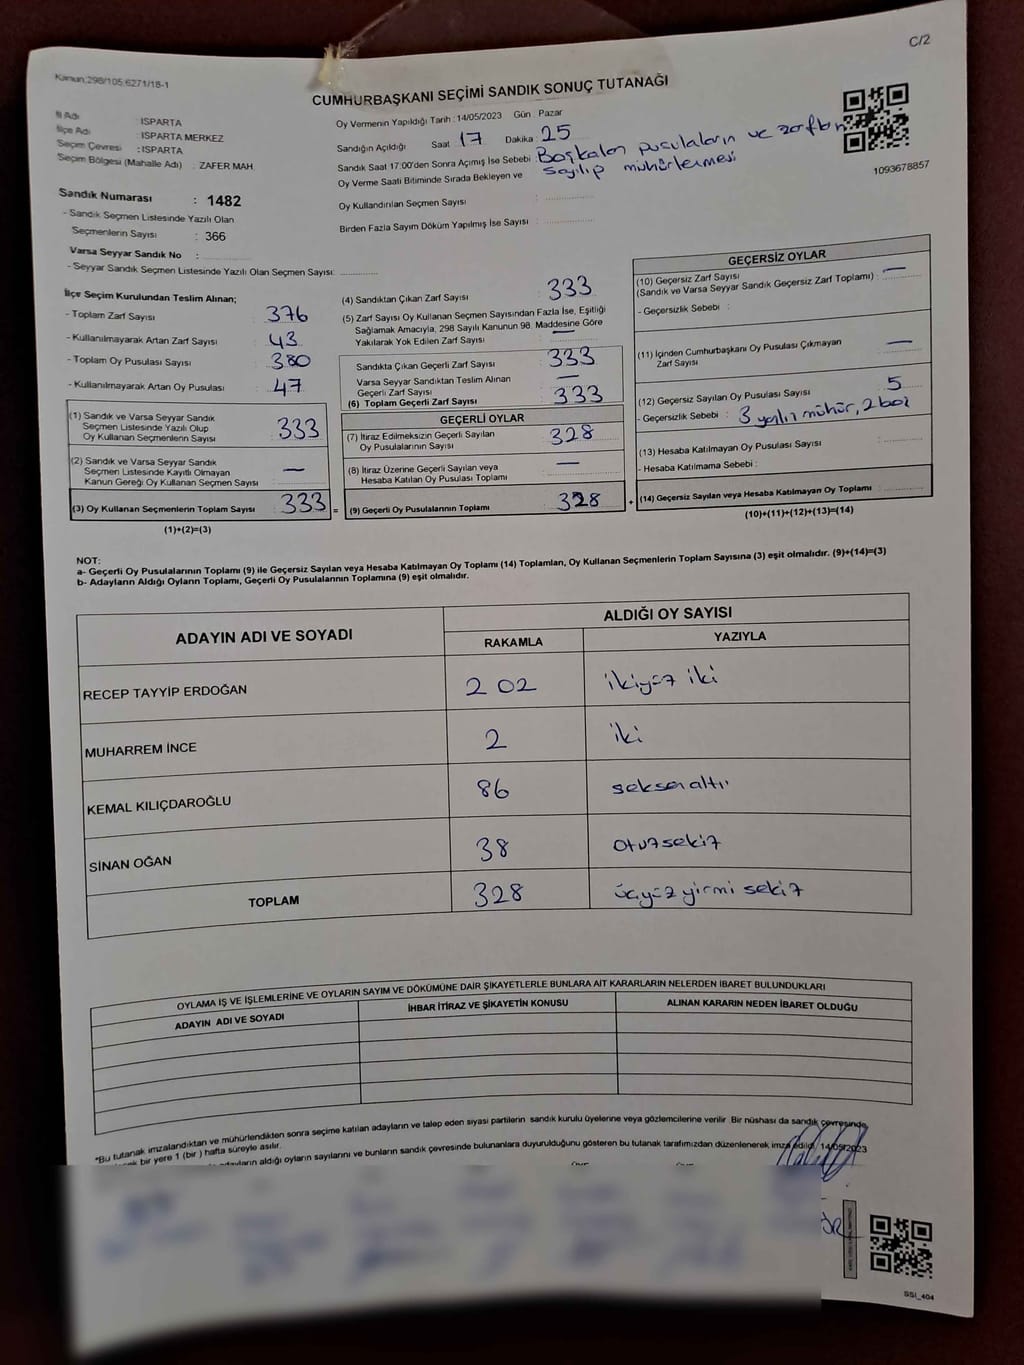 C/2
Kanun;298/105;6271/18-1
CUMHURBAŞKANI SEÇİMİ SANDIK SONUÇ TUTANAĞI
İl Adı : ISPARTA
İlçe Adı : ISPARTA MERKEZ
Seçim Çevresi : ISPARTA
Seçim Bölgesi (Mahalle Adı) : ZAFER MAH.
Sandık Numarası : 1482
- Sandık Seçmen Listesinde Yazılı Olan
Seçmenlerin Sayısı : 366
Varsa Seyyar Sandık No :
- Seyyar Sandık Seçmen Listesinde Yazılı Olan Seçmen Sayısı:
Oy Vermenin Yapıldığı Tarih : 14/05/2023 Gün : Pazar
Sandığın Açıldığı Saat 17 Dakika 25
Sandık Saat 17:00'den Sonra Açımış İse Sebebi : Boşkalan pusulaların ve zarfların
sayılıp mühürlenmesi
Oy Verme Saati Bitiminde Sırada Bekleyen ve
Oy Kullandırılan Seçmen Sayısı :
Birden Fazla Sayım Döküm Yapılmış İse Sayısı :
1093678857
İlçe Seçim Kurulundan Teslim Alınan;
- Toplam Zarf Sayısı : 376
- Kullanılmayarak Artan Zarf Sayısı : 43
- Toplam Oy Pusulası Sayısı : 380
- Kullanılmayarak Artan Oy Pusulası : 47
(1) Sandık ve Varsa Seyyar Sandık
Seçmen Listesinde Yazılı Olup
Oy Kullanan Seçmenlerin Sayısı : 333
(2) Sandık ve Varsa Seyyar Sandık
Seçmen Listesinde Kayıtlı Olmayan
Kanun Gereği Oy Kullanan Seçmen Sayısı : —
(3) Oy Kullanan Seçmenlerin Toplam Sayısı : 333 =
(1)+(2)=(3)
(4) Sandıktan Çıkan Zarf Sayısı : 333
(5) Zarf Sayısı Oy Kullanan Seçmen Sayısından Fazla İse, Eşitliği
Sağlamak Amacıyla, 298 Sayılı Kanunun 98. Maddesine Göre
Yakılarak Yok Edilen Zarf Sayısı : —
Sandıkta Çıkan Geçerli Zarf Sayısı : 333
Varsa Seyyar Sandıktan Teslim Alınan
Geçerli Zarf Sayısı : —
(6) Toplam Geçerli Zarf Sayısı : 333
GEÇERLİ OYLAR
(7) İtiraz Edilmeksizin Geçerli Sayılan
Oy Pusulalarının Sayısı : 328
(8) İtiraz Üzerine Geçerli Sayılan veya
Hesaba Katılan Oy Pusulası Toplamı : —
(9) Geçerli Oy Pusulalarının Toplamı : 328 +
GEÇERSİZ OYLAR
(10) Geçersiz Zarf Sayısı
(Sandık ve Varsa Seyyar Sandık Geçersiz Zarf Toplamı) : —
- Geçersizlik Sebebi :
(11) İçinden Cumhurbaşkanı Oy Pusulası Çıkmayan
Zarf Sayısı : —
(12) Geçersiz Sayılan Oy Pusulası Sayısı : 5
- Geçersizlik Sebebi : 3 yanlış mühür, 2 boş
(13) Hesaba Katılmayan Oy Pusulası Sayısı :
- Hesaba Katılmama Sebebi :
(14) Geçersiz Sayılan veya Hesaba Katılmayan Oy Toplamı :
(10)+(11)+(12)+(13)=(14)
NOT:
a- Geçerli Oy Pusulalarının Toplamı (9) ile Geçersiz Sayılan veya Hesaba Katılmayan Oy Toplamı (14) Toplamları, Oy Kullanan Seçmenlerin Toplam Sayısına (3) eşit olmalıdır. (9)+(14)=(3)
b- Adayların Aldığı Oyların Toplamı, Geçerli Oy Pusulalarının Toplamına (9) eşit olmalıdır.
ADAYIN ADI VE SOYADI ALDIĞI OY SAYISI
RAKAMLA YAZIYLA
RECEP TAYYİP ERDOĞAN 202 ikiyüz iki
MUHARREM İNCE 2 iki
KEMAL KILIÇDAROĞLU 86 seksenaltı
SİNAN OĞAN 38 otuzsekiz
TOPLAM 328 üçyüz yirmi sekiz
OYLAMA İŞ VE İŞLEMLERİNE VE OYLARIN SAYIM VE DÖKÜMÜNE DAİR ŞİKAYETLERLE BUNLARA AİT KARARLARIN NELERDEN İBARET BULUNDUKLARI
ADAYIN ADI VE SOYADI İHBAR İTİRAZ VE ŞİKAYETİN KONUSU ALINAN KARARIN NEDEN İBARET OLDUĞU
"Bu tutanak imzalandıktan ve mühürlendikten sonra seçime katılan adayların ve talep eden siyasi partilerin sandık kurulu üyelerine veya gözlemcilerine verilir. Bir nüshası da sandık çevresinde
bir yere 1 (bir) hafta süreyle asılır.
adayların aldığı oyların sayılarını ve bunların sandık çevresinde bulunanlara duyurulduğunu gösteren bu tutanak tarafımızdan düzenlenerek imza edildi. 14/05/2023
SSI_404